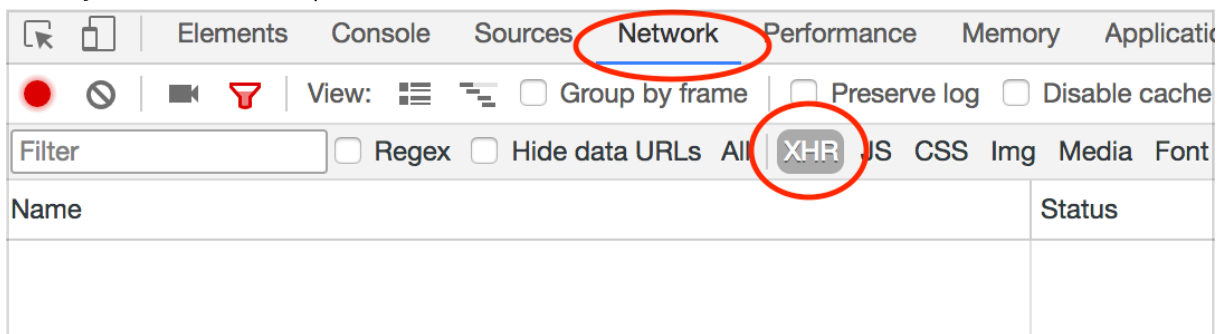 Elements Console Sources Network Performance Memory
View: Group by frame Preserve log Disable cache
Filter Regex Hide data URLs All XHR JS CSS Img Media Font
Name Status